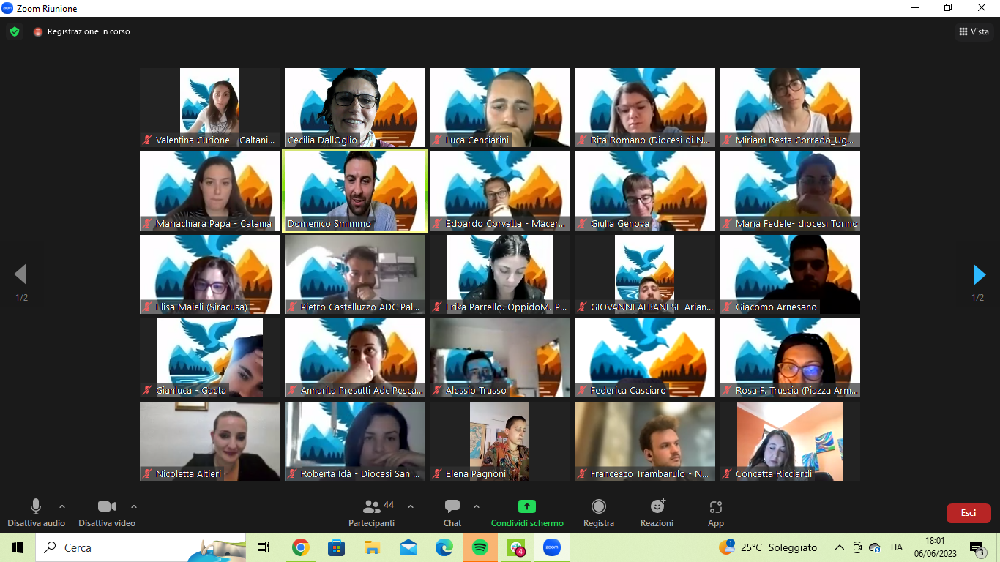 Zoom Riunione
Registrazione in corso
Vista
Valentina Curione - Caltani...
Cecilia DallOglio
Luca Cenciarini
Rita Romano (Diocesi di N...
Miriam Resta Corrado_Ug...
Mariachiara Papa - Catania
Domenico Smimmo
Edoardo Corvatta - Macer...
Giulia Genova
Maria Fedele- diocesi Torino
Elisa Maieli (Siracusa)
Pietro Castelluzzo ADC Pal...
Erika Parrello. OppidoM.-P...
GIOVANNI ALBANESE Arian...
Giacomo Arnesano
1/2
1/2
Gianluca - Gaeta
Annarita Presutti Adc Pesca...
Alessio Trusso
Federica Casciaro
Rosa F. Truscia (Piazza Arm...
Nicoletta Altieri
Roberta Idà - Diocesi San ...
Elena Pagnoni
Francesco Trambarulo - N...
Concetta Ricciardi
Disattiva audio
Disattiva video
44
Partecipanti
Chat
Condividi schermo
Registra
Reazioni
App
Esci
Cerca
4
zoom
1
25°C Soleggiato
ITA
18:01
06/06/2023
3